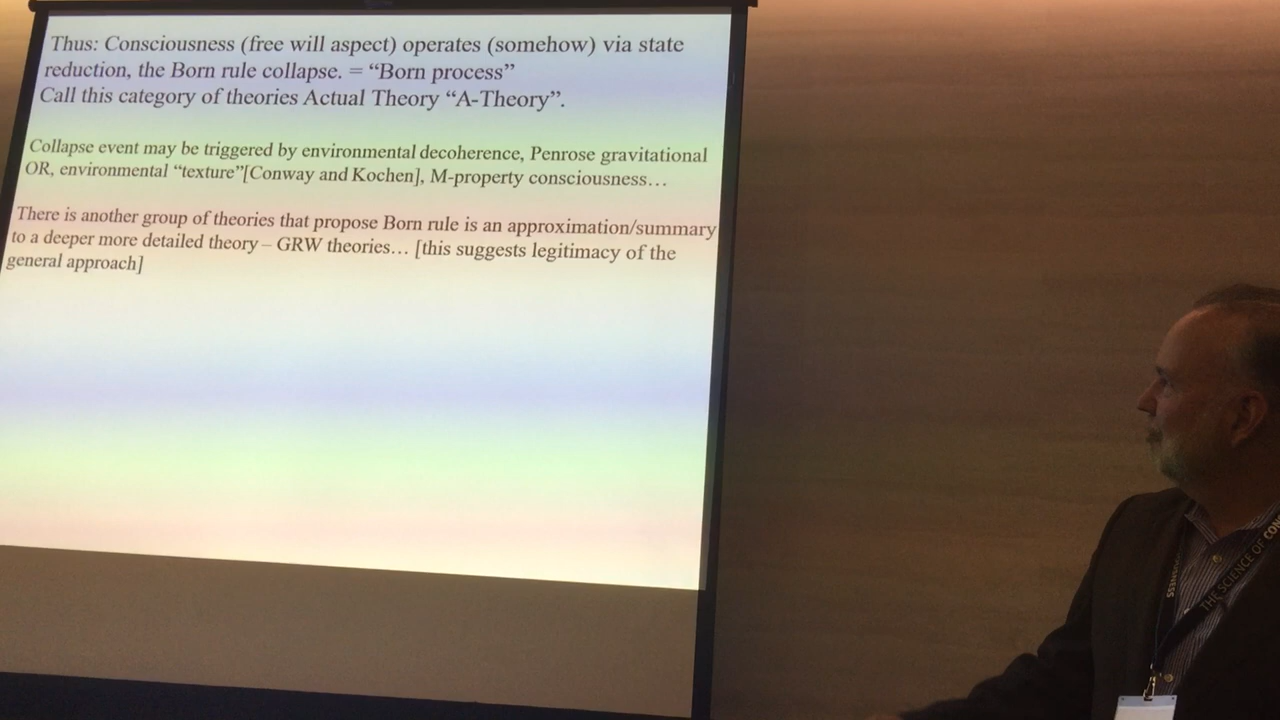 Thus: Consciousness (free will aspect) operates (somehow) via state
reduction, the Born rule collapse. = “Born process”
Call this category of theories Actual Theory “A-Theory”.
Collapse event may be triggered by environmental decoherence, Penrose gravitational
OR, environmental “texture”[Conway and Kochen], M-property consciousness…
There is another group of theories that propose Born rule is an approximation/summary
to a deeper more detailed theory – GRW theories… [this suggests legitimacy of the
general approach]
THE SCIENCE OF